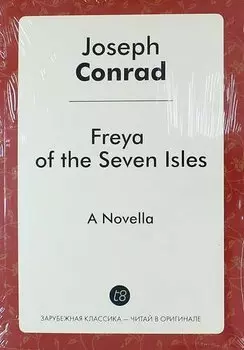 Joseph
Conrad
Freya
of the Seven Isles
A Novella
t8
ЗАРУБЕЖНАЯ КЛАССИКА — ЧИТАЙ В ОРИГИНАЛЕ